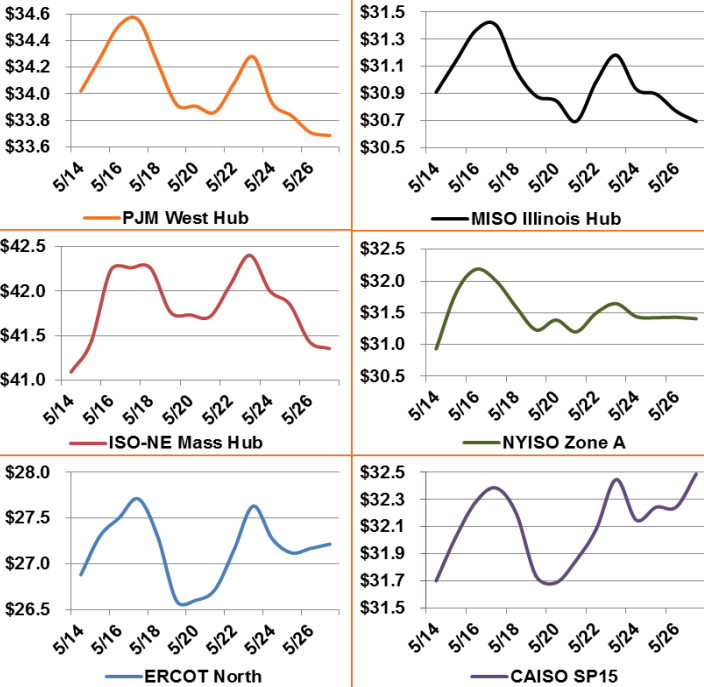 $34.6
$34.4
$34.2
$34.0
$33.8
$33.6
5/14 5/16 5/18 5/20 5/22 5/24 5/26
PJM West Hub
$31.5
$31.3
$31.1
$30.9
$30.7
$30.5
5/14 5/16 5/18 5/20 5/22 5/24 5/26
MISO Illinois Hub
$42.5
$42.0
$41.5
$41.0
5/14 5/16 5/18 5/20 5/22 5/24 5/26
ISO-NE Mass Hub
$32.5
$32.0
$31.5
$31.0
$30.5
5/14 5/16 5/18 5/20 5/22 5/24 5/26
NYISO Zone A
$28.0
$27.5
$27.0
$26.5
5/14 5/16 5/18 5/20 5/22 5/24 5/26
ERCOT North
$32.5
$32.3
$32.1
$31.9
$31.7
$31.5
5/14 5/16 5/18 5/20 5/22 5/24 5/26
CAISO SP15